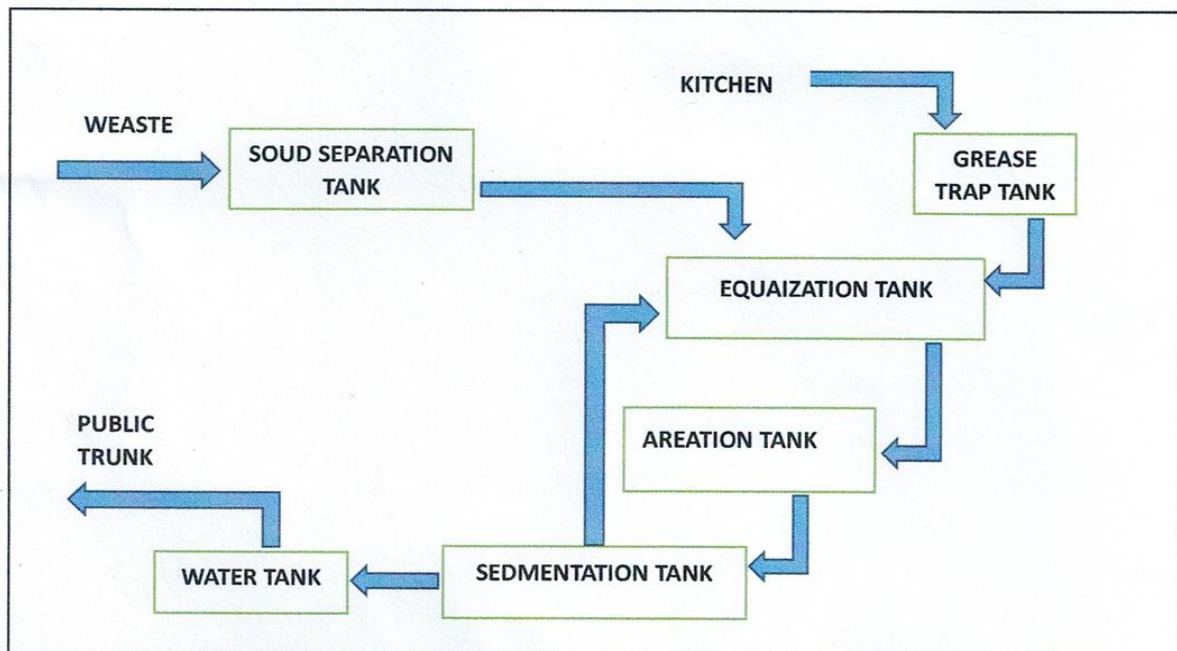 KITCHEN
WEASTE
SOUD SEPARATION
TANK
GREASE
TRAP TANK
EQUAIZATION TANK
PUBLIC
TRUNK
AREATION TANK
WATER TANK
SEDMENTATION TANK